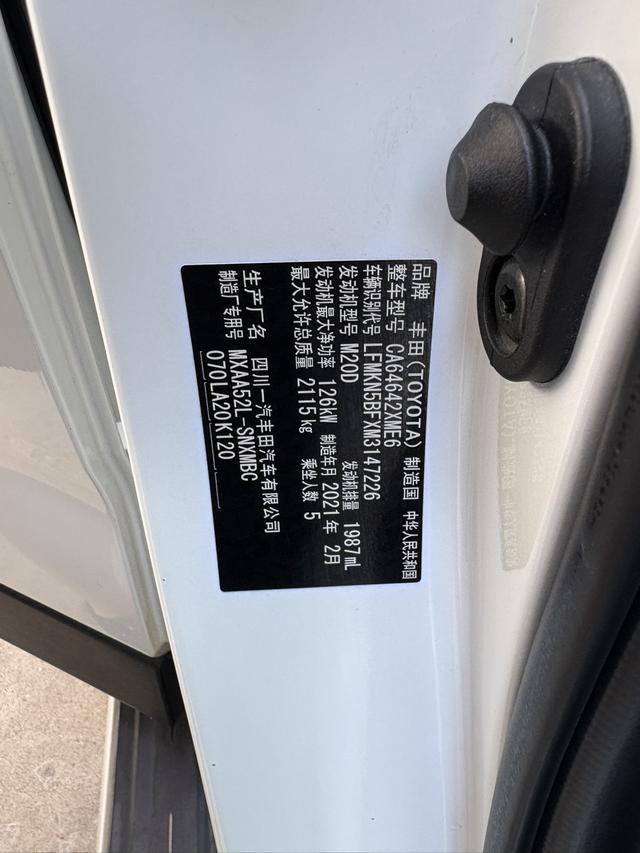 品牌 丰田(TOYOTA) 制造国 中华人民共和国
整车型号 CA64642XME6
车辆识别代号 LFMKN5BFXM3147226
发动机型号 M20D 发动机排量 1987mL
发动机最大净功率 126kW 制造年月 2021年 2月
最大允许总质量 2115kg 乘坐人数 5
生产厂名 四川一汽丰田汽车有限公司
制造厂专用号 MXAA52L-SNXMBC
070LA20K120